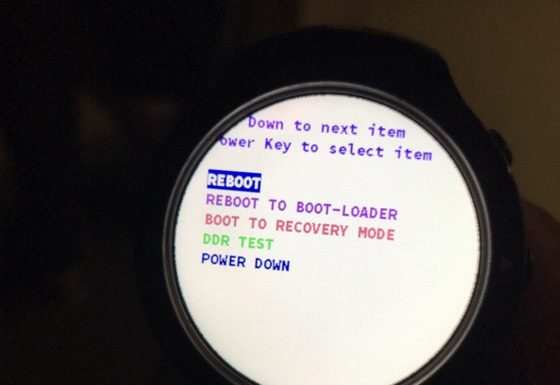 Down to next item
ower Key to select item
REBOOT
REBOOT TO BOOT-LOADER
BOOT TO RECOVERY MODE
DDR TEST
POWER DOWN